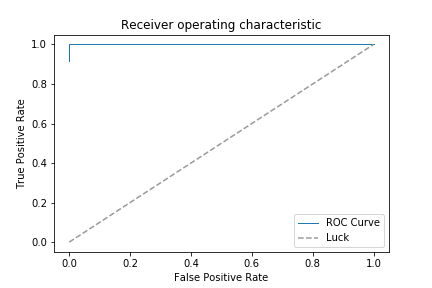 Receiver operating characteristic
1.0
0.8
0.6
0.4
0.2
0.0
True Positive Rate
ROC Curve
Luck
0.0 0.2 0.4 0.6 0.8 1.0
False Positive Rate